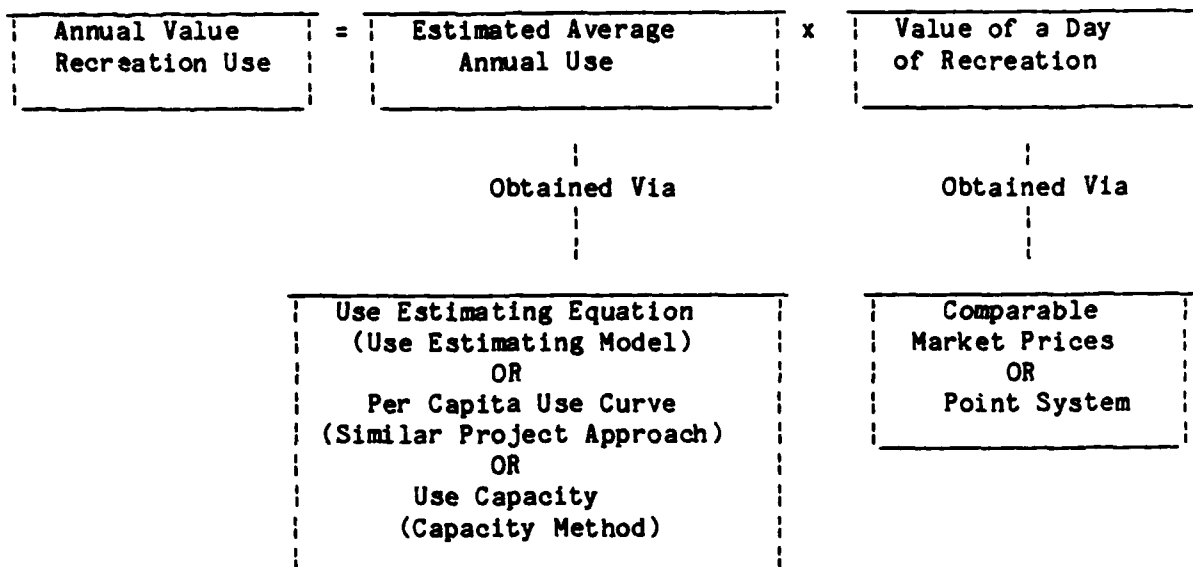 Annual Value = Estimated Average x Value of a Day
Recreation Use Annual Use of Recreation
Obtained Via Obtained Via
Use Estimating Equation
(Use Estimating Model)
OR
Per Capita Use Curve
(Similar Project Approach)
OR
Use Capacity
(Capacity Method)
Comparable
Market Prices
OR
Point System